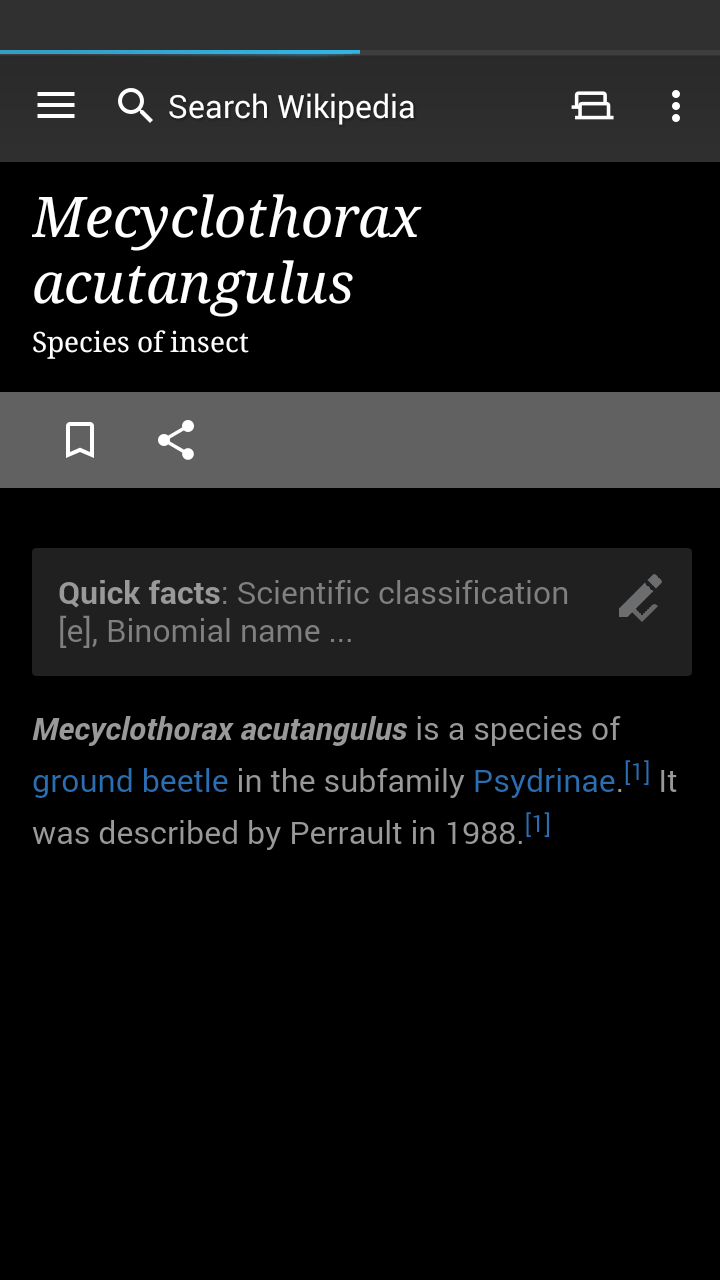 Search Wikipedia
Mecyclothorax
acutangulus
Species of insect
Quick facts: Scientific classification
[e], Binomial name ...
Mecyclothorax acutangulus is a species of
ground beetle in the subfamily Psydrinae.[1] It
was described by Perrault in 1988.[1]